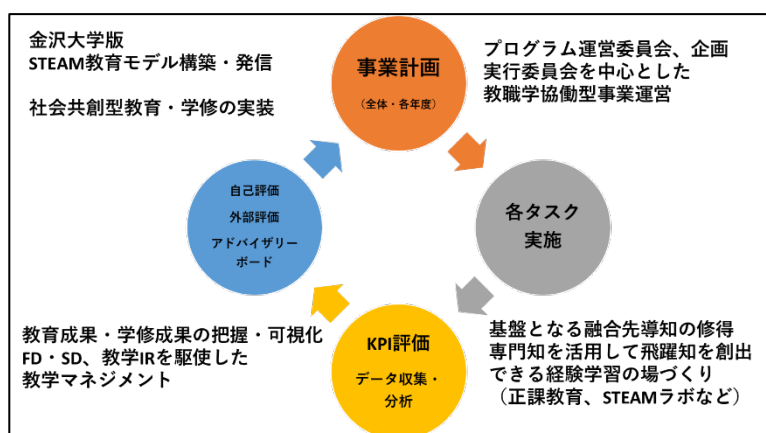 金沢大学版
STEAM教育モデル構築・発信
社会共創型教育・学修の実装
事業計画
（全体・各年度）
プログラム運営委員会、企画
実行委員会を中心とした
教職学協働型事業運営
自己評価
外部評価
アドバイザリー
ボード
各タスク
実施
教育成果・学修成果の把握・可視化
FD・SD、教学IRを駆使した
教学マネジメント
KPI評価
データ収集・
分析
基盤となる融合先導知の修得
専門知を活用して飛躍知を創出
できる経験学習の場づくり
（正課教育、STEAMラボなど）